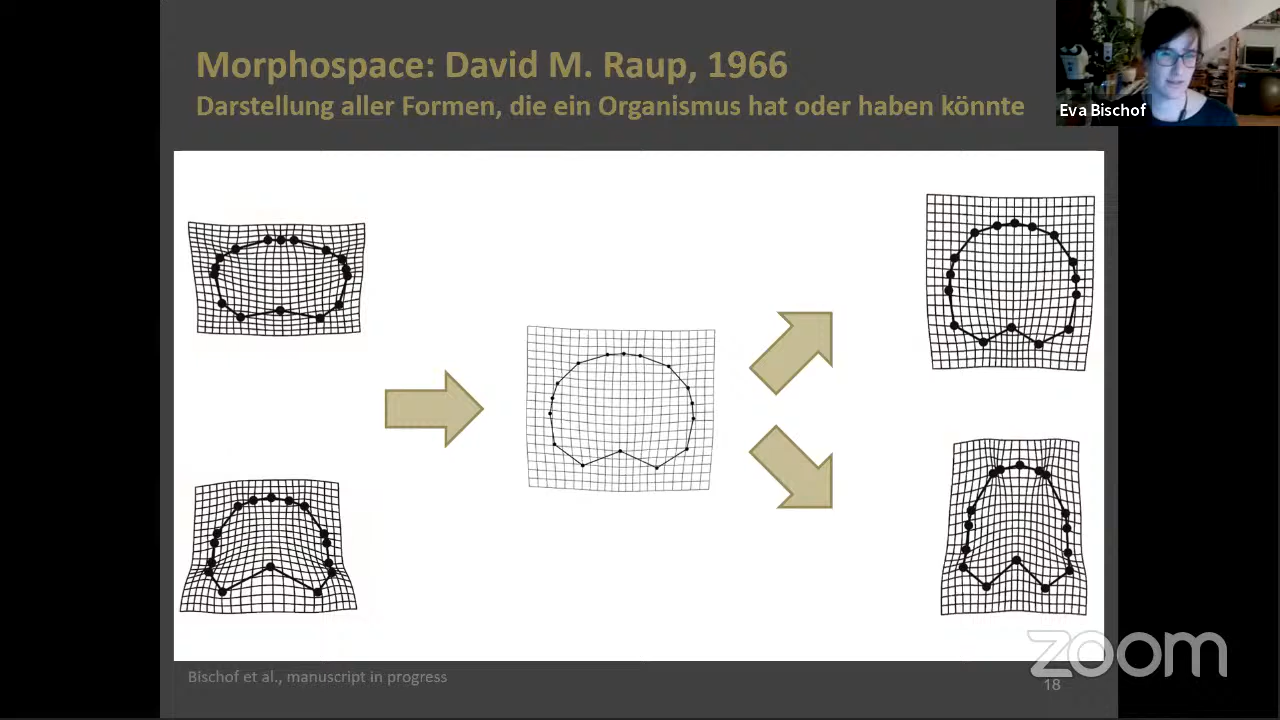 Morphospace: David M. Raup, 1966
Darstellung aller Formen, die ein Organismus hat oder haben könnte
Eva Bischof
Bischof et al., manuscript in progress
zoom
18